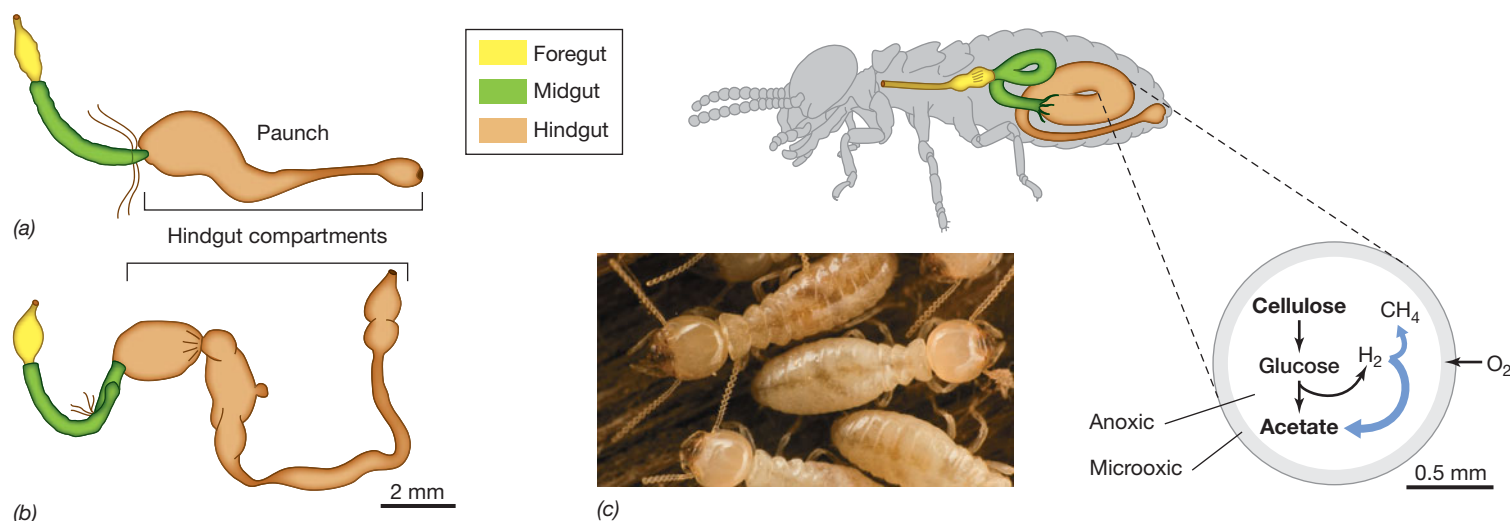 Foregut
Midgut
Hindgut
Paunch
(a)
Hindgut compartments
(b)
2 mm
(c)
Cellulose
CH4
Glucose
H2
O2
Anoxic
Acetate
Microoxic
0.5 mm